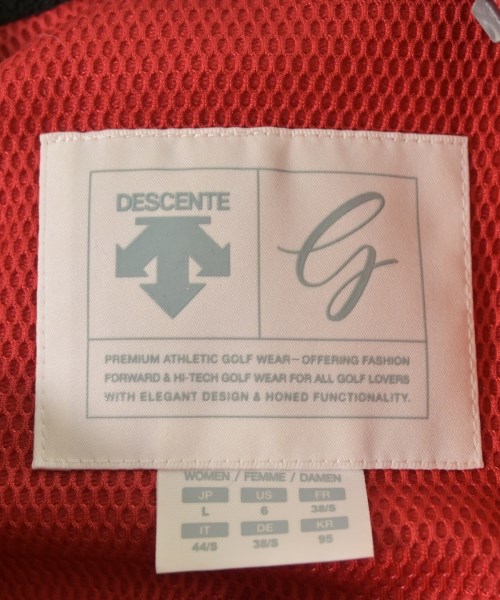 DESCENTE
G
PREMIUM ATHLETIC GOLF WEAR–OFFERING FASHION
FORWARD & HI-TECH GOLF WEAR FOR ALL GOLF LOVERS
WITH ELEGANT DESIGN & HONED FUNCTIONALITY.
WOMEN / FEMME / DAMEN
JP US FR
L 6 38/S
IT DE KR
44/S 38/S 95